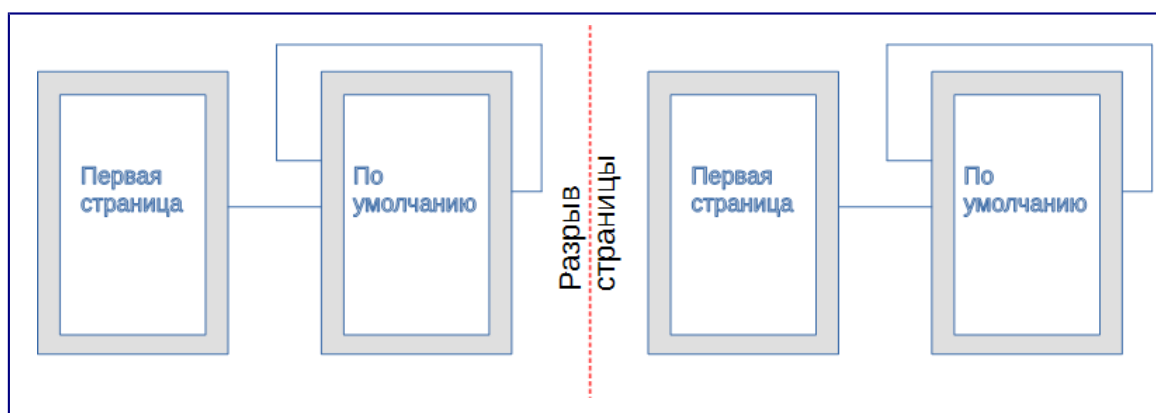 Первая
страница
По
умолчанию
Разрыв
страницы
Первая
страница
По
умолчанию